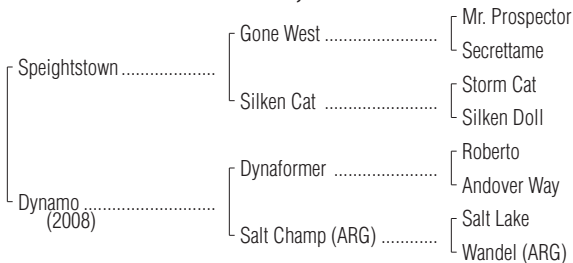 Mr. Prospector
Gone West ........................
Secrettame
Speightstown ....................
Storm Cat
Silken Cat ........................
Silken Doll
Roberto
Dynaformer ......................
Andover Way
Dynamo ............................
(2008)
Salt Lake
Salt Champ (ARG) ............
Wandel (ARG)